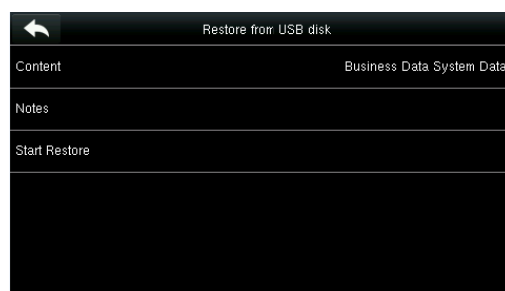 Restore from USB disk
Content Business Data System Data
Notes
Start Restore